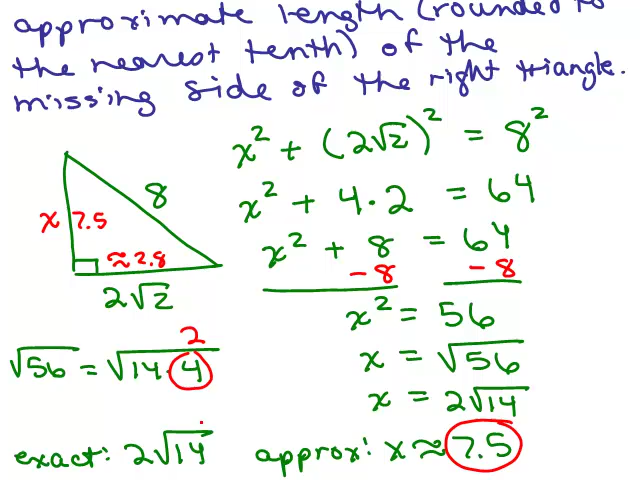 approximate length (rounded to
the nearest tenth) of the
missing side of the right triangle.
x² + (2√2)² = 8²
x² + 4·2 = 64
x² + 8 = 64
-8 -8
x² = 56
x = √56
x = 2√14
8
x 7.5
≈2.8
2√2
2
√56 = √14·4
exact: 2√14 approx: x ≈ 7.5